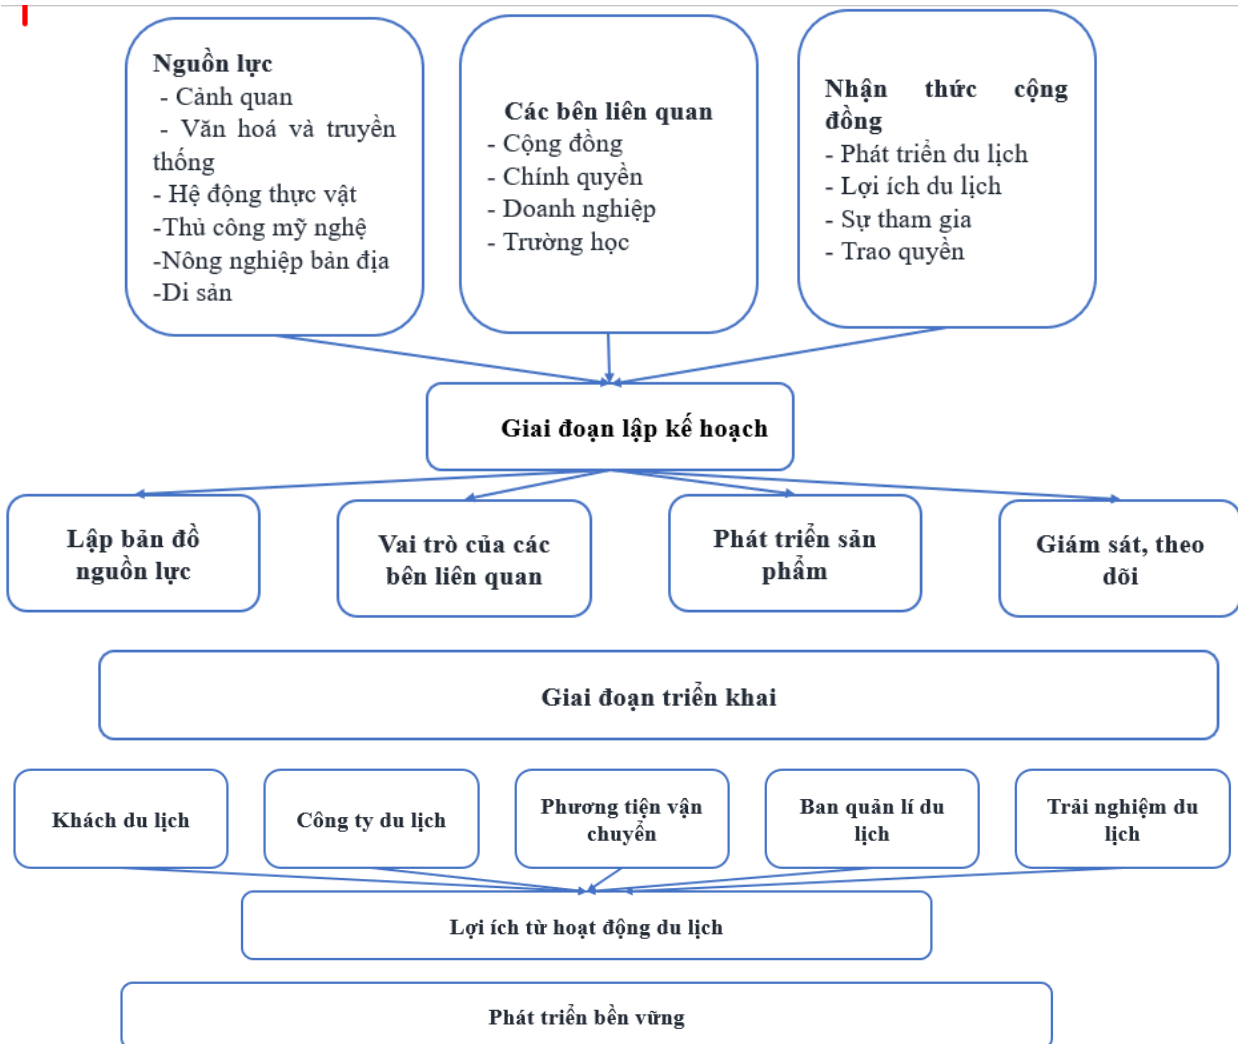 Nguồn lực
- Cảnh quan
- Văn hoá và truyền
thống
- Hệ động thực vật
-Thủ công mỹ nghệ
-Nông nghiệp bản địa
-Di sản
Các bên liên quan
- Cộng đồng
- Chính quyền
- Doanh nghiệp
- Trường học
Nhận thức cộng
đồng
- Phát triển du lịch
- Lợi ích du lịch
- Sự tham gia
- Trao quyền
Giai đoạn lập kế hoạch
Lập bản đồ
nguồn lực
Vai trò của các
bên liên quan
Phát triển sản
phẩm
Giám sát, theo
dõi
Giai đoạn triển khai
Khách du lịch
Công ty du lịch
Phương tiện vận
chuyển
Ban quản lí du
lịch
Trải nghiệm du
lịch
Lợi ích từ hoạt động du lịch
Phát triển bền vững